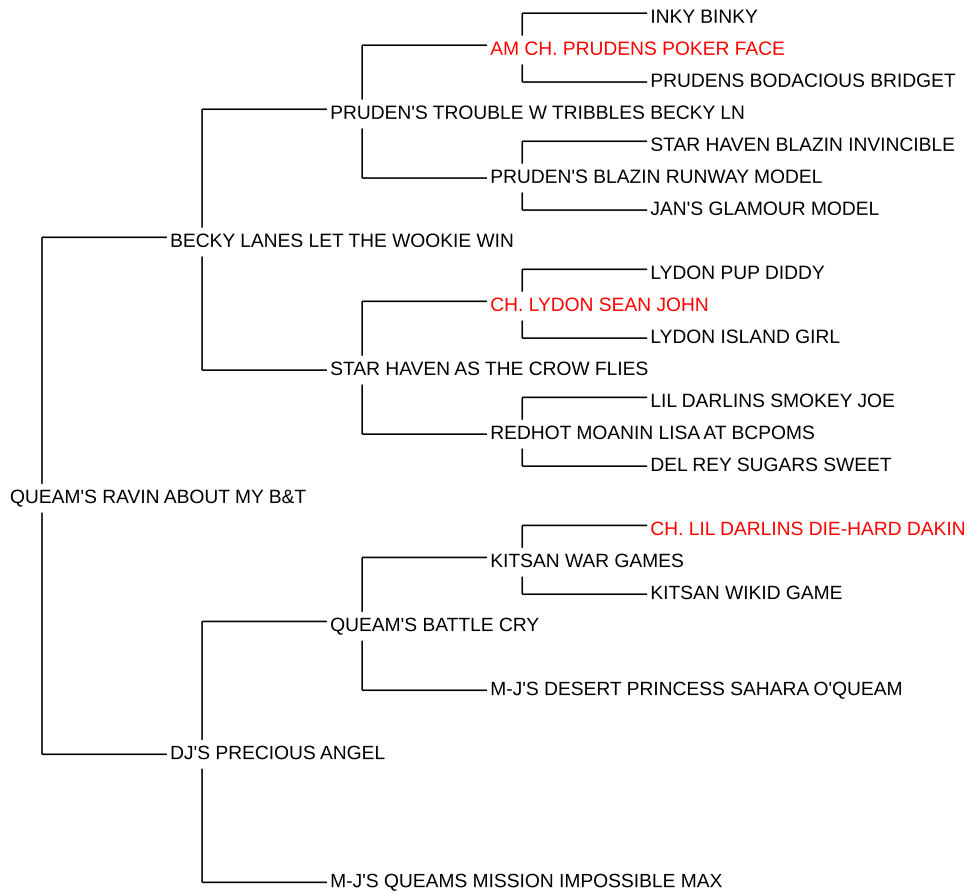 INKY BINKY
AM CH. PRUDENS POKER FACE
PRUDENS BODACIOUS BRIDGET
PRUDEN'S TROUBLE W TRIBBLES BECKY LN
STAR HAVEN BLAZIN INVINCIBLE
PRUDEN'S BLAZIN RUNWAY MODEL
JAN'S GLAMOUR MODEL
BECKY LANES LET THE WOOKIE WIN
LYDON PUP DIDDY
CH. LYDON SEAN JOHN
LYDON ISLAND GIRL
STAR HAVEN AS THE CROW FLIES
LIL DARLINS SMOKEY JOE
REDHOT MOANIN LISA AT BCPOMS
DEL REY SUGARS SWEET
QUEAM'S RAVIN ABOUT MY B&T
CH. LIL DARLINS DIE-HARD DAKIN
KITSAN WAR GAMES
KITSAN WIKID GAME
QUEAM'S BATTLE CRY
M-J'S DESERT PRINCESS SAHARA O'QUEAM
DJ'S PRECIOUS ANGEL
M-J'S QUEAMS MISSION IMPOSSIBLE MAX